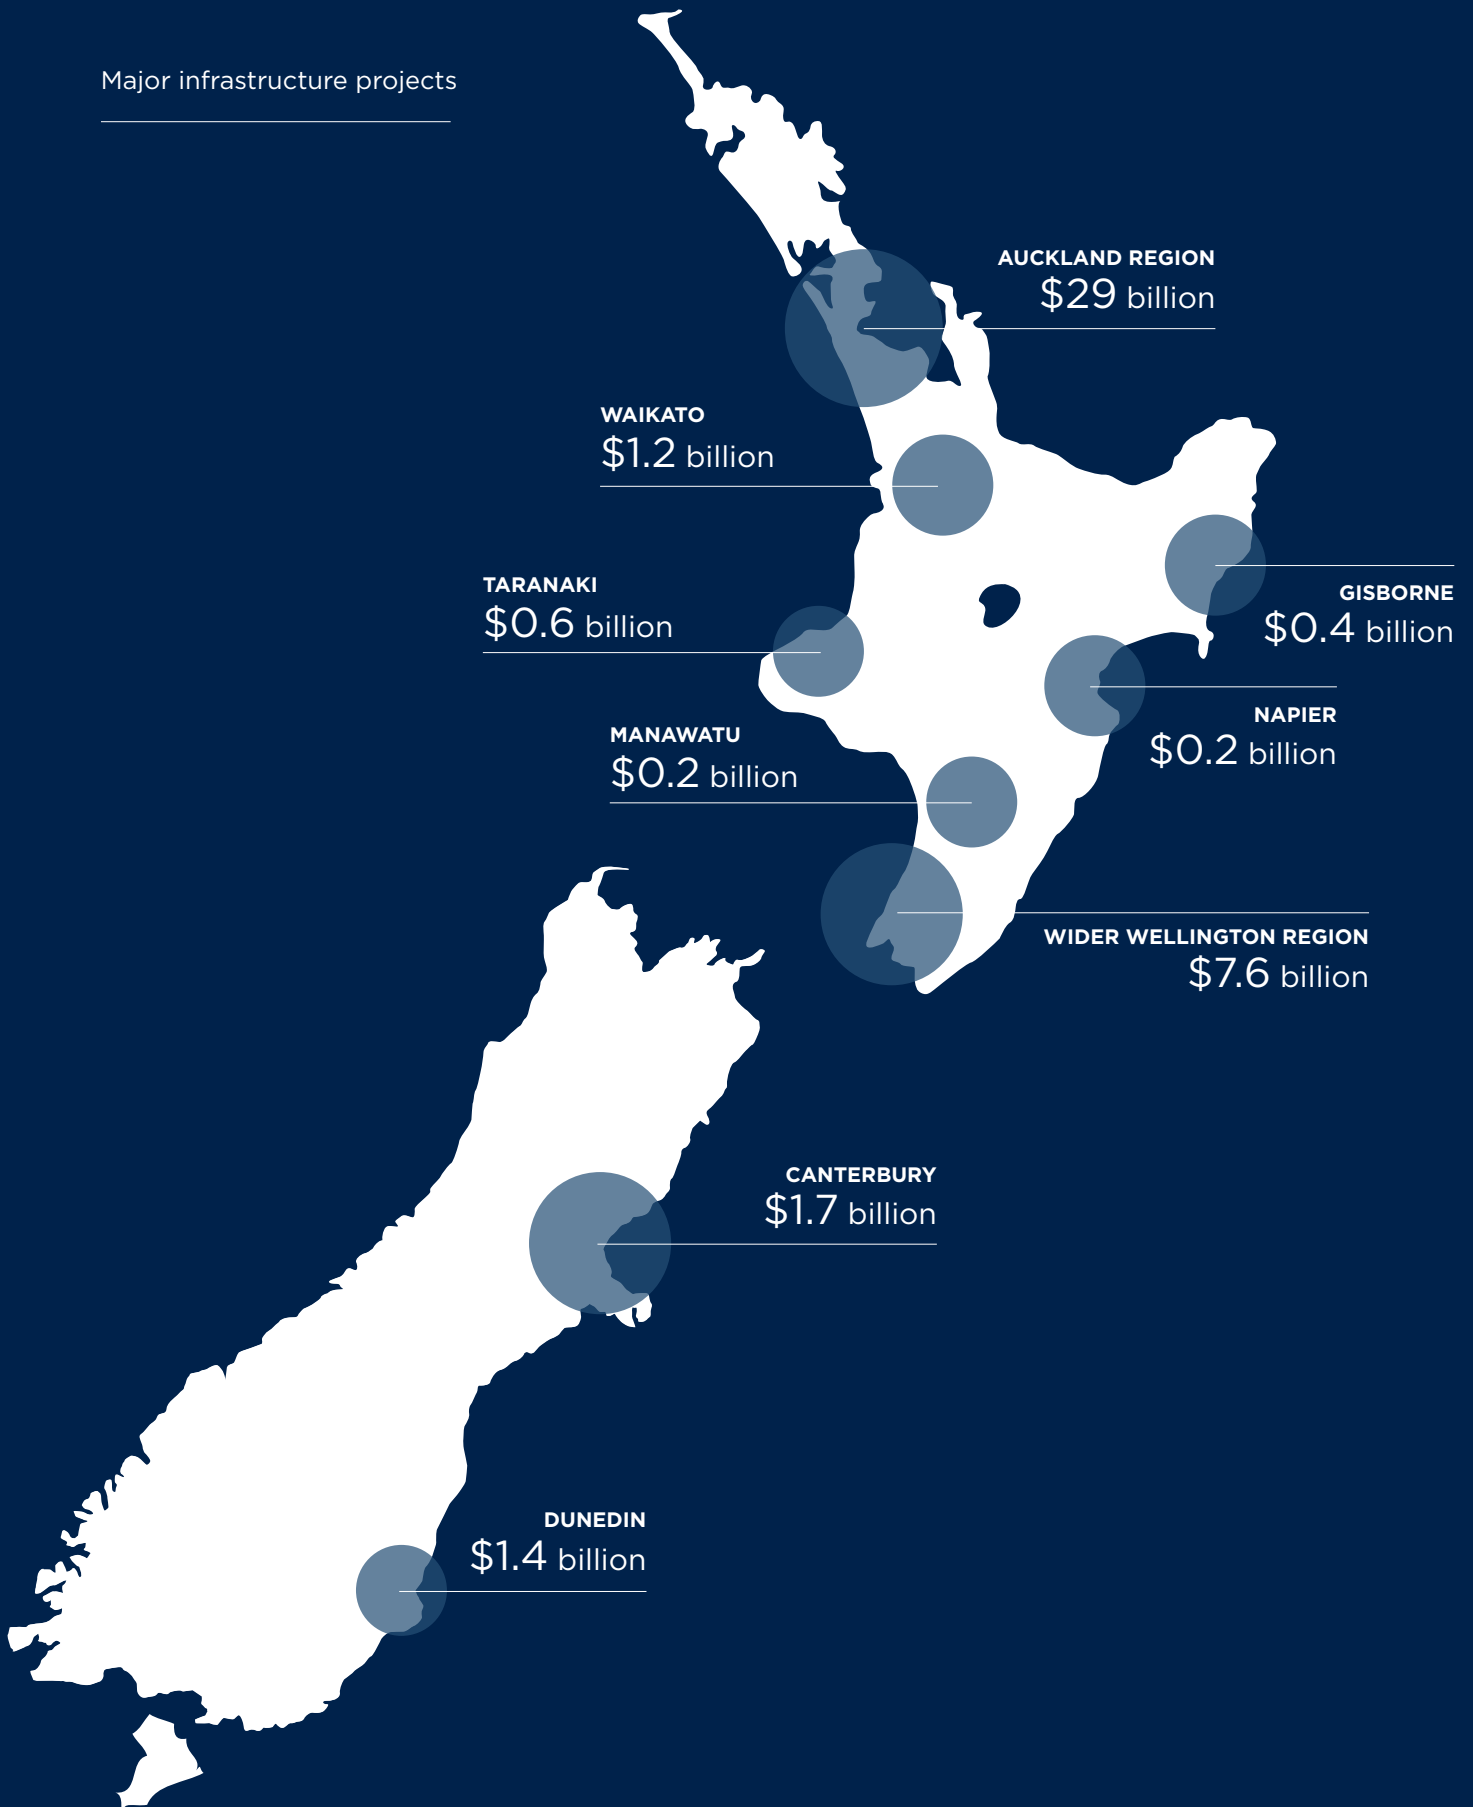 Major infrastructure projects
AUCKLAND REGION
$29 billion
WAIKATO
$1.2 billion
TARANAKI
$0.6 billion
GISBORNE
$0.4 billion
NAPIER
$0.2 billion
MANAWATU
$0.2 billion
WIDER WELLINGTON REGION
$7.6 billion
CANTERBURY
$1.7 billion
DUNEDIN
$1.4 billion